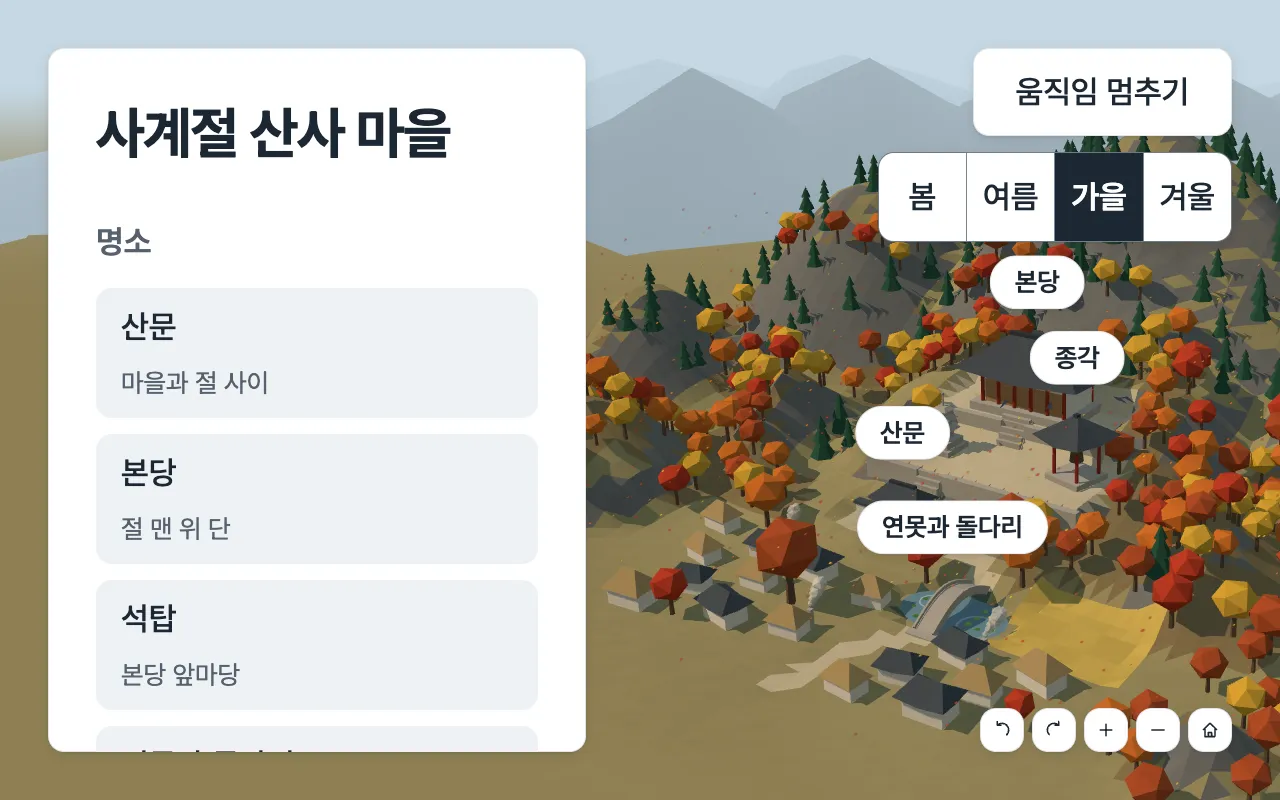 사계절 산사 마을
명소
산문
마을과 절 사이
본당
절 맨 위 단
석탑
본당 앞마당
움직임 멈추기
봄
여름
가을
겨울
본당
종각
산문
연못과 돌다리